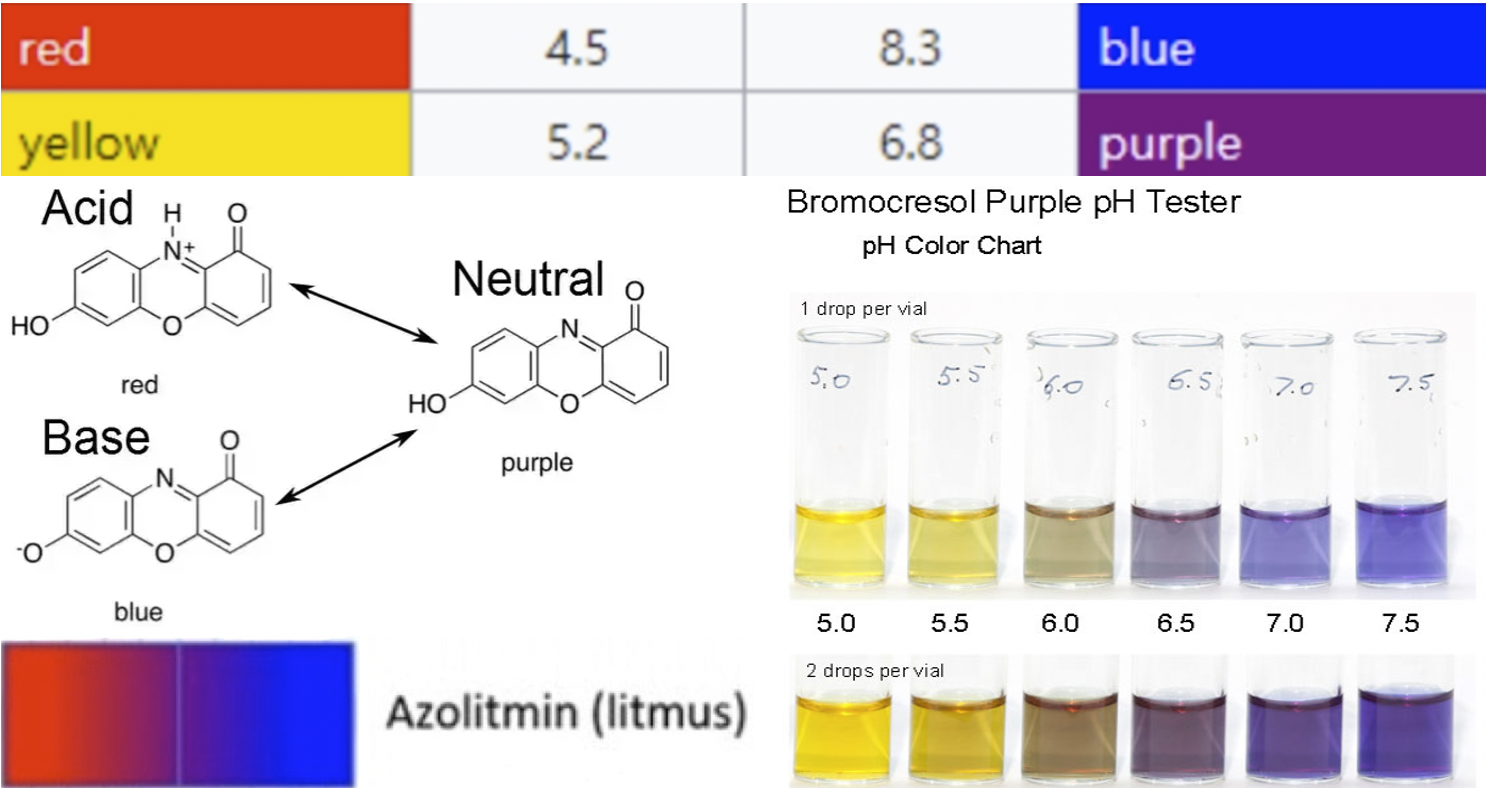 red 4.5 8.3 blue
yellow 5.2 6.8 purple
Acid
H
N+
O
HO
O
red
Neutral
O
N
HO
O
purple
Base
O
N
-O
O
blue
Azolitmin (litmus)
Bromocresol Purple pH Tester
pH Color Chart
1 drop per vial
5.0 5.5 6.0 6.5 7.0 7.5
5.0 5.5 6.0 6.5 7.0 7.5
2 drops per vial